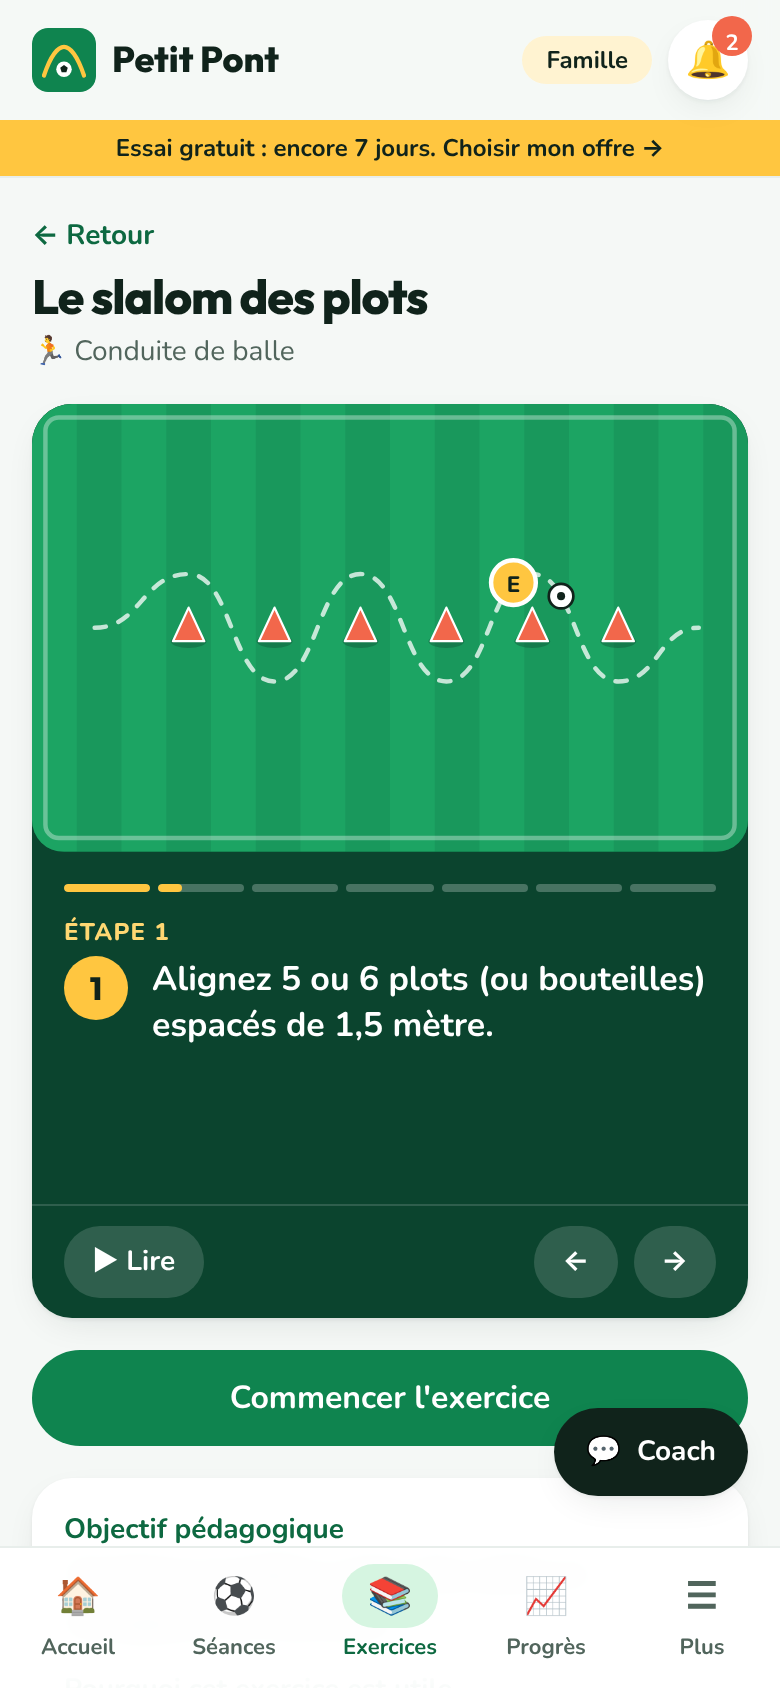 Petit Pont
Famille
2
Essai gratuit : encore 7 jours. Choisir mon offre →
← Retour
Le slalom des plots
Conduite de balle
E
ÉTAPE 1
1
Alignez 5 ou 6 plots (ou bouteilles)
espacés de 1,5 mètre.
Lire
←
→
Commencer l'exercice
Coach
Objectif pédagogique
Accueil
Séances
Exercices
Progrès
Plus